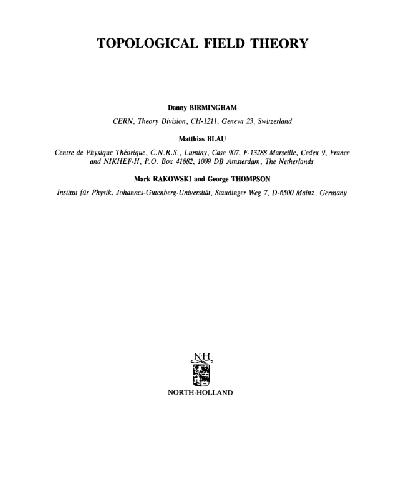 TOPOLOGICAL FIELD THEORY
Danny BIRMINGHAM
CERN, Theory Division, CH-1211, Geneva 23, Switzerland
Matthias BLAU
Centre de Physique Théorique, C.N.R.S., Luminy, Case 907, F-13288 Marseille, Cedex 9, France
and NIKHEF-H, P.O. Box 41882, 1009 DB Amsterdam, The Netherlands
Mark RAKOWSKI and George THOMPSON
Institut für Physik, Johannes-Gutenberg-Universität, Staudinger Weg 7, D-6500 Mainz, Germany
NH
NORTH-HOLLAND